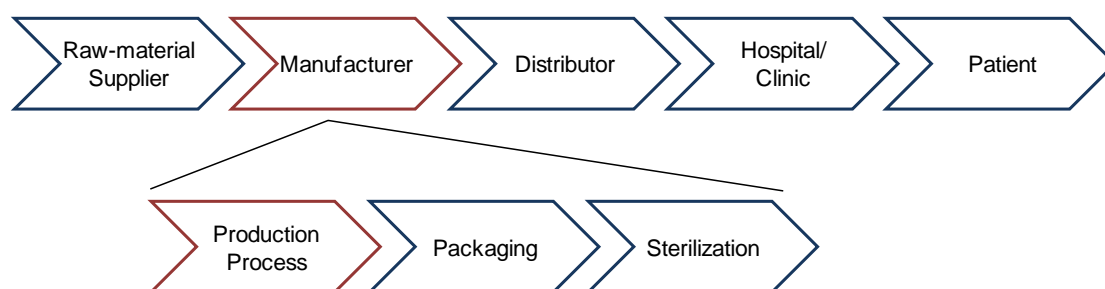 Raw-material
Supplier
Manufacturer
Distributor
Hospital/
Clinic
Patient
Production
Process
Packaging
Sterilization